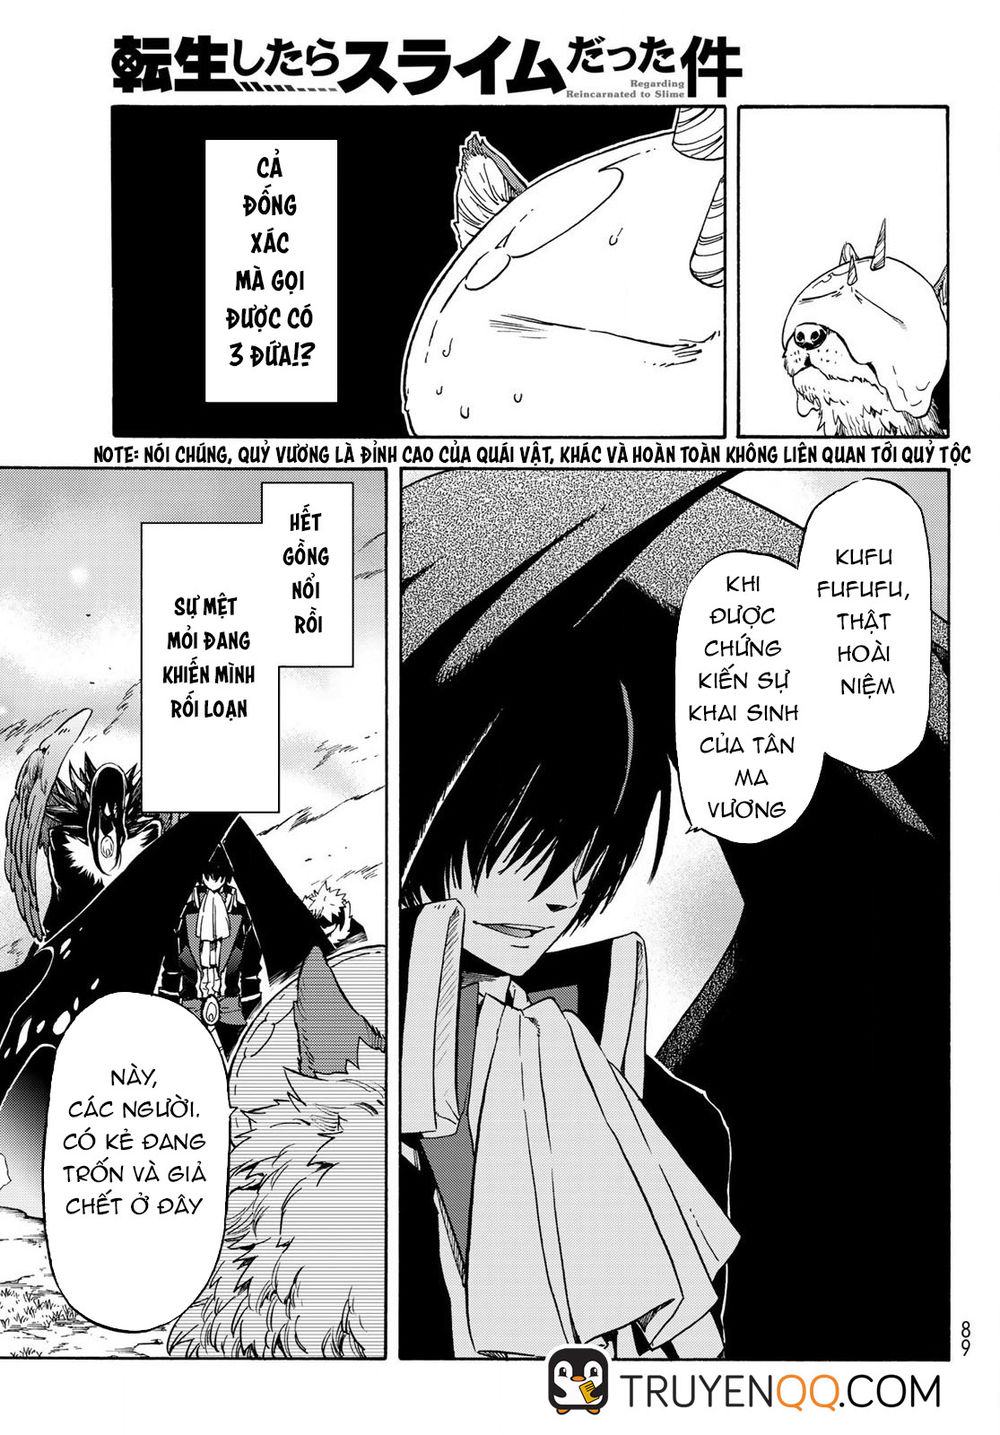 転生したらスライムだった件
Regarding
Reincarnated to Slime
CẢ
ĐỐNG
XÁC
MÀ GỌI
ĐƯỢC CÓ
3 ĐỨA!?
NOTE: NÓI CHÚNG, QUỶ VƯƠNG LÀ ĐỈNH CAO CỦA QUÁI VẬT, KHÁC VÀ HOÀN TOÀN KHÔNG LIÊN QUAN TỚI QUỶ TỘC
KUFU
FUFUFU,
THẬT
HOÀI
NIỆM
KHI
ĐƯỢC
CHỨNG
KIẾN SỰ
KHAI SINH
CỦA TÂN
MA
VƯƠNG
HẾT
GỒNG
NỔI
RỒI
SỰ MỆT
MỎI ĐANG
KHIẾN MÌNH
RỐI LOẠN
NÀY,
CÁC NGƯỜI.
CÓ KẺ ĐANG
TRỐN VÀ GIẢ
CHẾT Ở ĐÂY
89
TRUYENQQ.COM